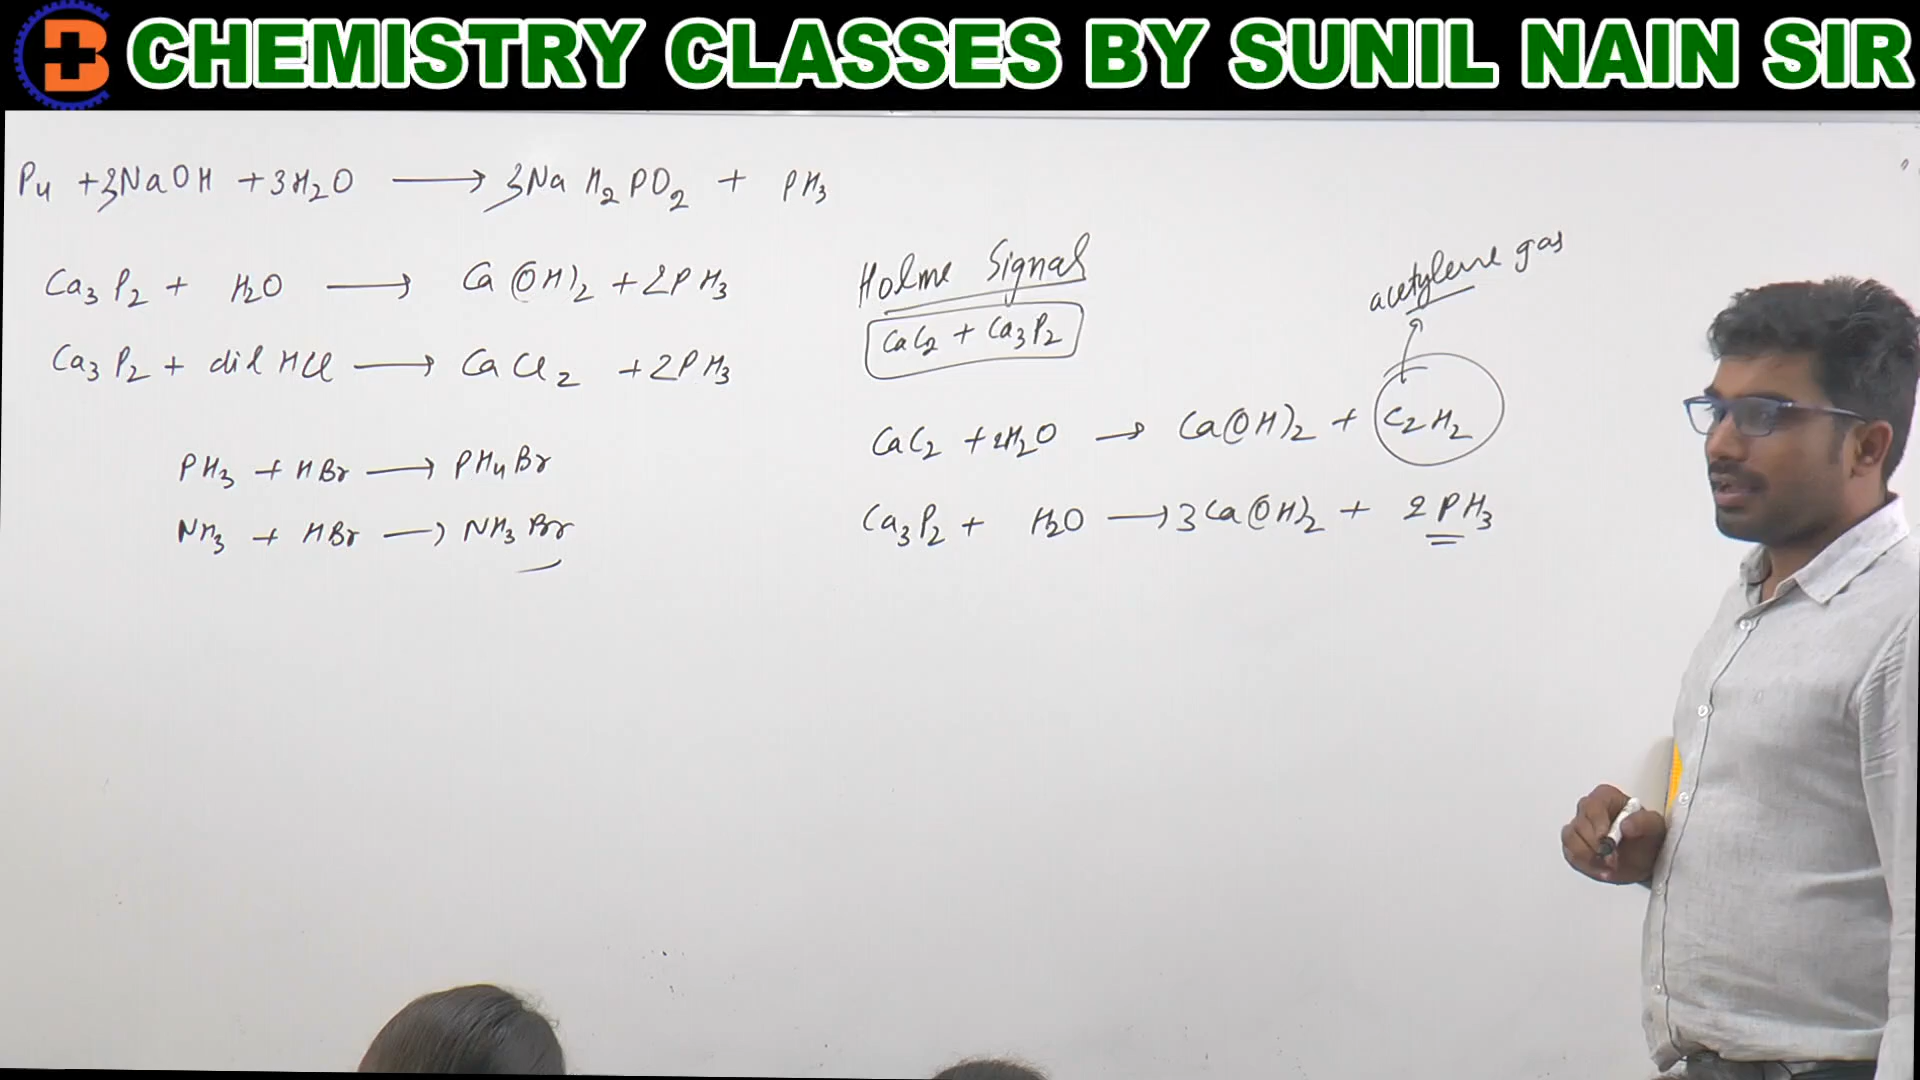 CHEMISTRY CLASSES BY SUNIL NAIN SIR
P4 + 3NaOH + 3H2O ⟶ 3NaH2PO2 + PH3
Ca3P2 + H2O ⟶ Ca(OH)2 + 2PH3
Ca3P2 + dil HCl ⟶ CaCl2 + 2PH3
PH3 + HBr ⟶ PH4Br
NH3 + HBr ⟶ NH3Br
Holme Signal
CaC2 + Ca3P2
acetylene gas
CaC2 + 2H2O → Ca(OH)2 + C2H2
Ca3P2 + H2O ⟶ 3Ca(OH)2 + 2PH3